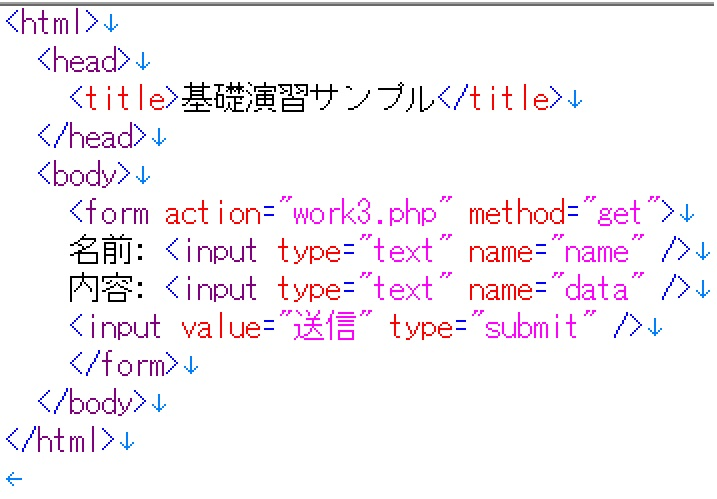 <html>↓
<head>↓
<title>基礎演習サンプル</title>↓
</head>↓
<body>↓
<form action="work3.php" method="get">↓
名前: <input type="text" name="name" />↓
内容: <input type="text" name="data" />↓
<input value="送信" type="submit" />↓
</form>↓
</body>↓
</html>↓
←